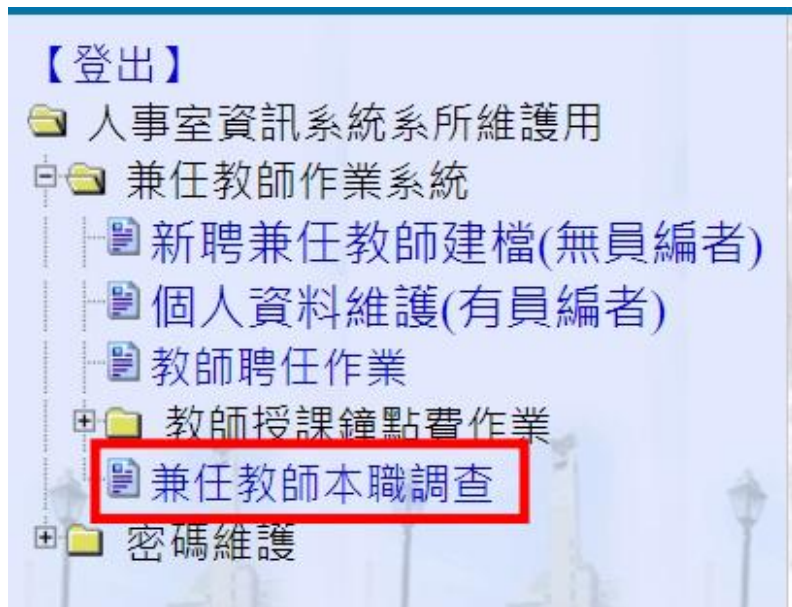 【登出】
人事室資訊系統系所維護用
兼任教師作業系統
新聘兼任教師建檔(無員編者)
個人資料維護(有員編者)
教師聘任作業
教師授課鐘點費作業
兼任教師本職調查
密碼維護